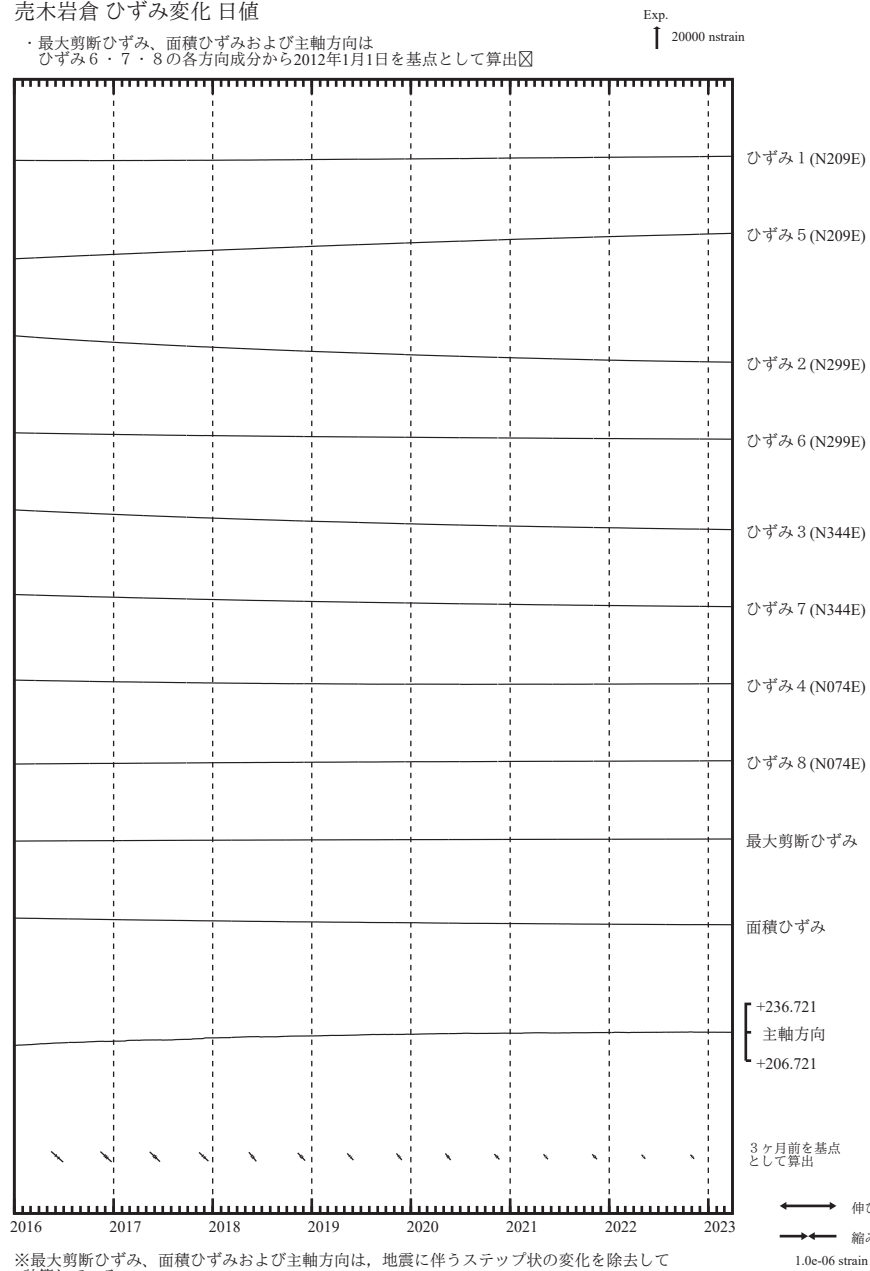 売木岩倉 ひずみ変化 日値
Exp.
20000 nstrain
・最大剪断ひずみ、面積ひずみおよび主軸方向は
ひずみ６・７・８の各方向成分から2012年1月1日を基点として算出
ひずみ１(N209E)
ひずみ５(N209E)
ひずみ２(N299E)
ひずみ６(N299E)
ひずみ３(N344E)
ひずみ７(N344E)
ひずみ４(N074E)
ひずみ８(N074E)
最大剪断ひずみ
面積ひずみ
+236.721
主軸方向
+206.721
３ヶ月前を基点
として算出
2016 2017 2018 2019 2020 2021 2022 2023
伸び
縮み
1.0e-06 strain
※最大剪断ひずみ、面積ひずみおよび主軸方向は，地震に伴うステップ状の変化を除去して